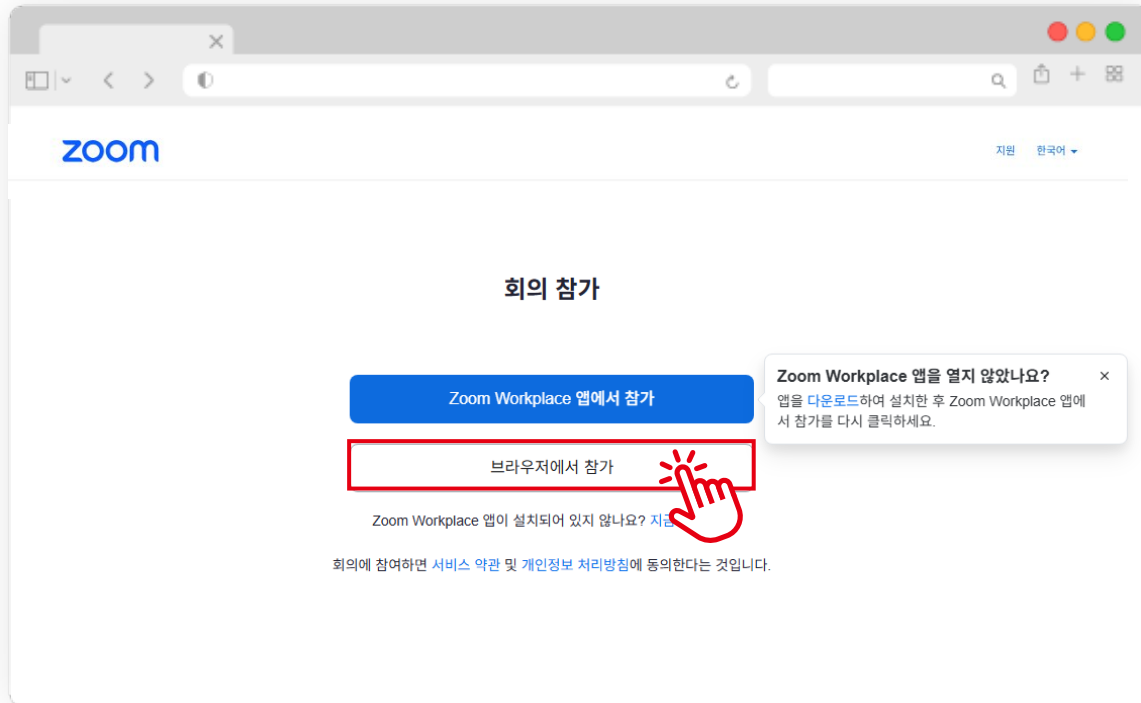 zoom
지원 한국어
회의 참가
Zoom Workplace 앱에서 참가
Zoom Workplace 앱을 열지 않았나요?
앱을 다운로드하여 설치한 후 Zoom Workplace 앱에
서 참가를 다시 클릭하세요.
브라우저에서 참가
Zoom Workplace 앱이 설치되어 있지 않나요? 지금
회의에 참여하면 서비스 약관 및 개인정보 처리방침에 동의한다는 것입니다.